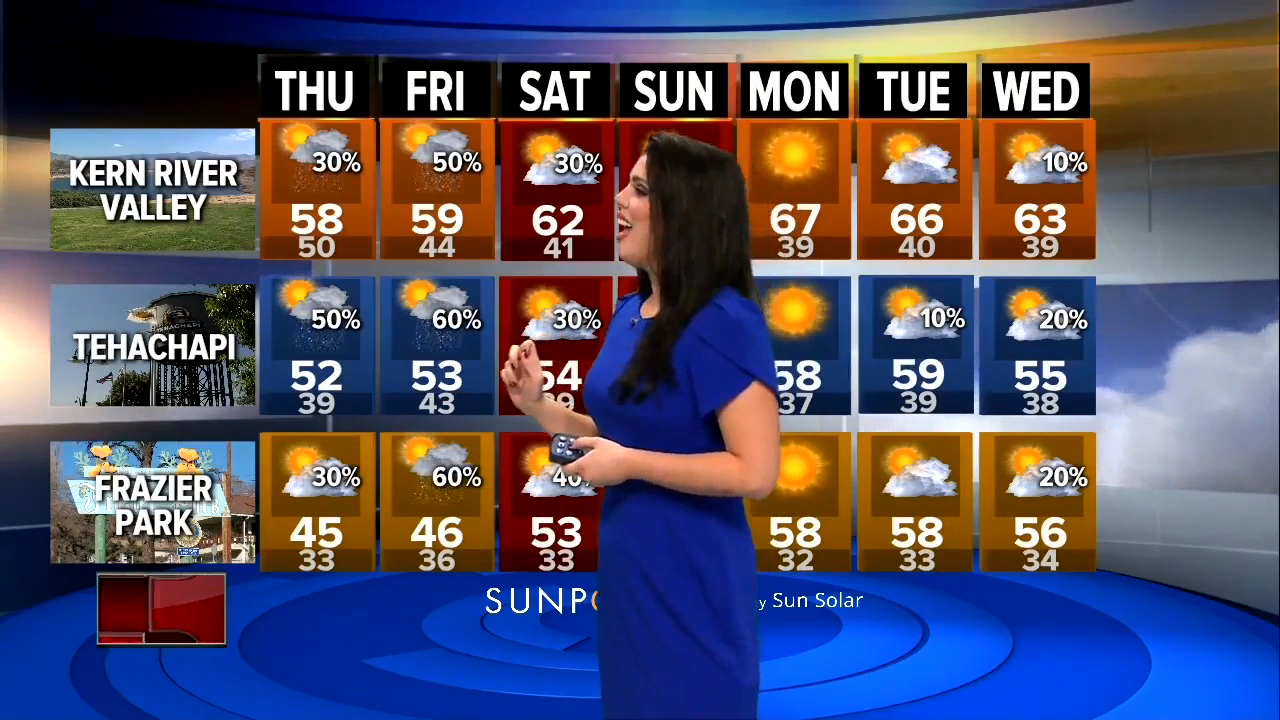 THU FRI SAT SUN MON TUE WED
KERN RIVER
VALLEY
30% 50% 30% 10%
58 59 62 67 66 63
50 44 41 39 40 39
TEHACHAPI
50% 60% 30% 10% 20%
52 53 54 58 59 55
39 43 37 39 38
FRAZIER
PARK
30% 60% 20%
45 46 53 58 58 56
33 36 33 32 33 34
SUNP
y Sun Solar